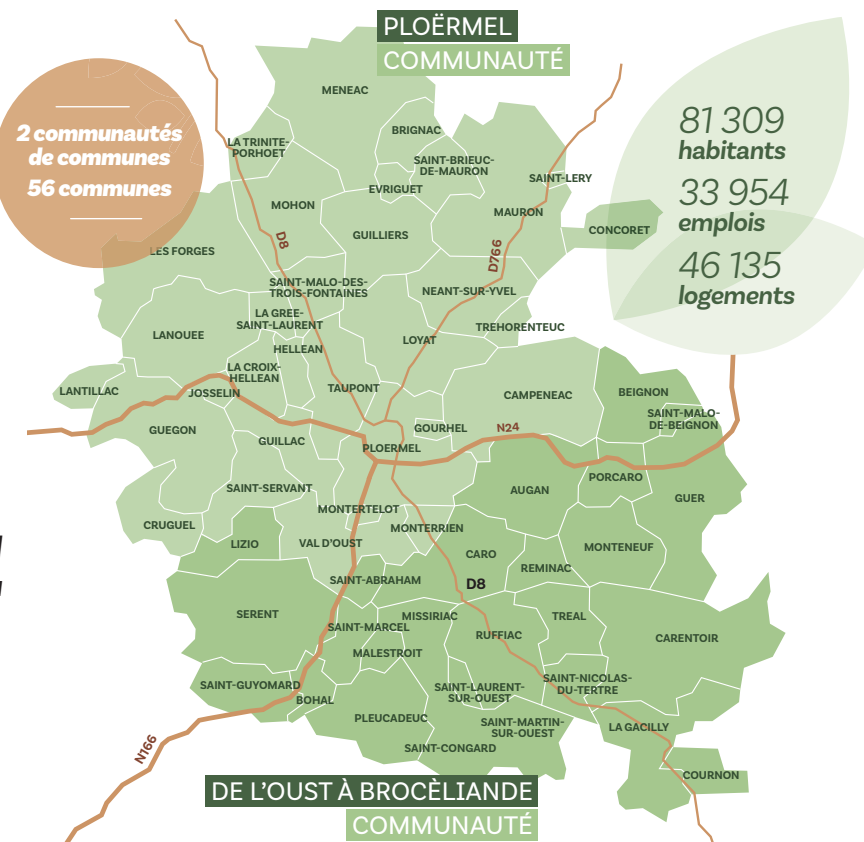 PLOËRMEL
COMMUNAUTÉ
2 communautés
de communes
56 communes
81 309
habitants
33 954
emplois
46 135
logements
MENEAC
BRIGNAC
LA TRINITE-
PORHOET
SAINT-BRIEUC-
DE-MAURON
SAINT-LERY
EVRIGUET
MOHON
MAURON
CONCORET
GUILLIERS
D8
D766
LES FORGES
SAINT-MALO-DES-
TROIS-FONTAINES
NEANT-SUR-YVEL
LA GREE-
SAINT-LAURENT
TREHORENTEUC
LANOUEE
LOYAT
HELLEAN
LA CROIX-
HELLEAN
LANTILLAC
JOSSELIN
TAUPONT
CAMPENEAC
BEIGNON
SAINT-MALO-
DE-BEIGNON
GUEGON
GUILLAC
GOURHEL
N24
PLOERMEL
PORCARO
AUGAN
GUER
SAINT-SERVANT
MONTERTELOT
CRUGUEL
MONTERRIEN
LIZIO
VAL D'OUST
CARO
MONTENEUF
REMINAC
SAINT-ABRAHAM
D8
SERENT
MISSIRIAC
TREAL
SAINT-MARCEL
RUFFIAC
CARENTOIR
MALESTROIT
SAINT-GUYOMARD
SAINT-LAURENT-
SUR-OUEST
SAINT-NICOLAS-
DU-TERTRE
BOHAL
PLEUCADEUC
SAINT-MARTIN-
SUR-OUEST
LA GACILLY
SAINT-CONGARD
N166
COURNON
DE L'OUST À BROCÈLIANDE
COMMUNAUTÉ